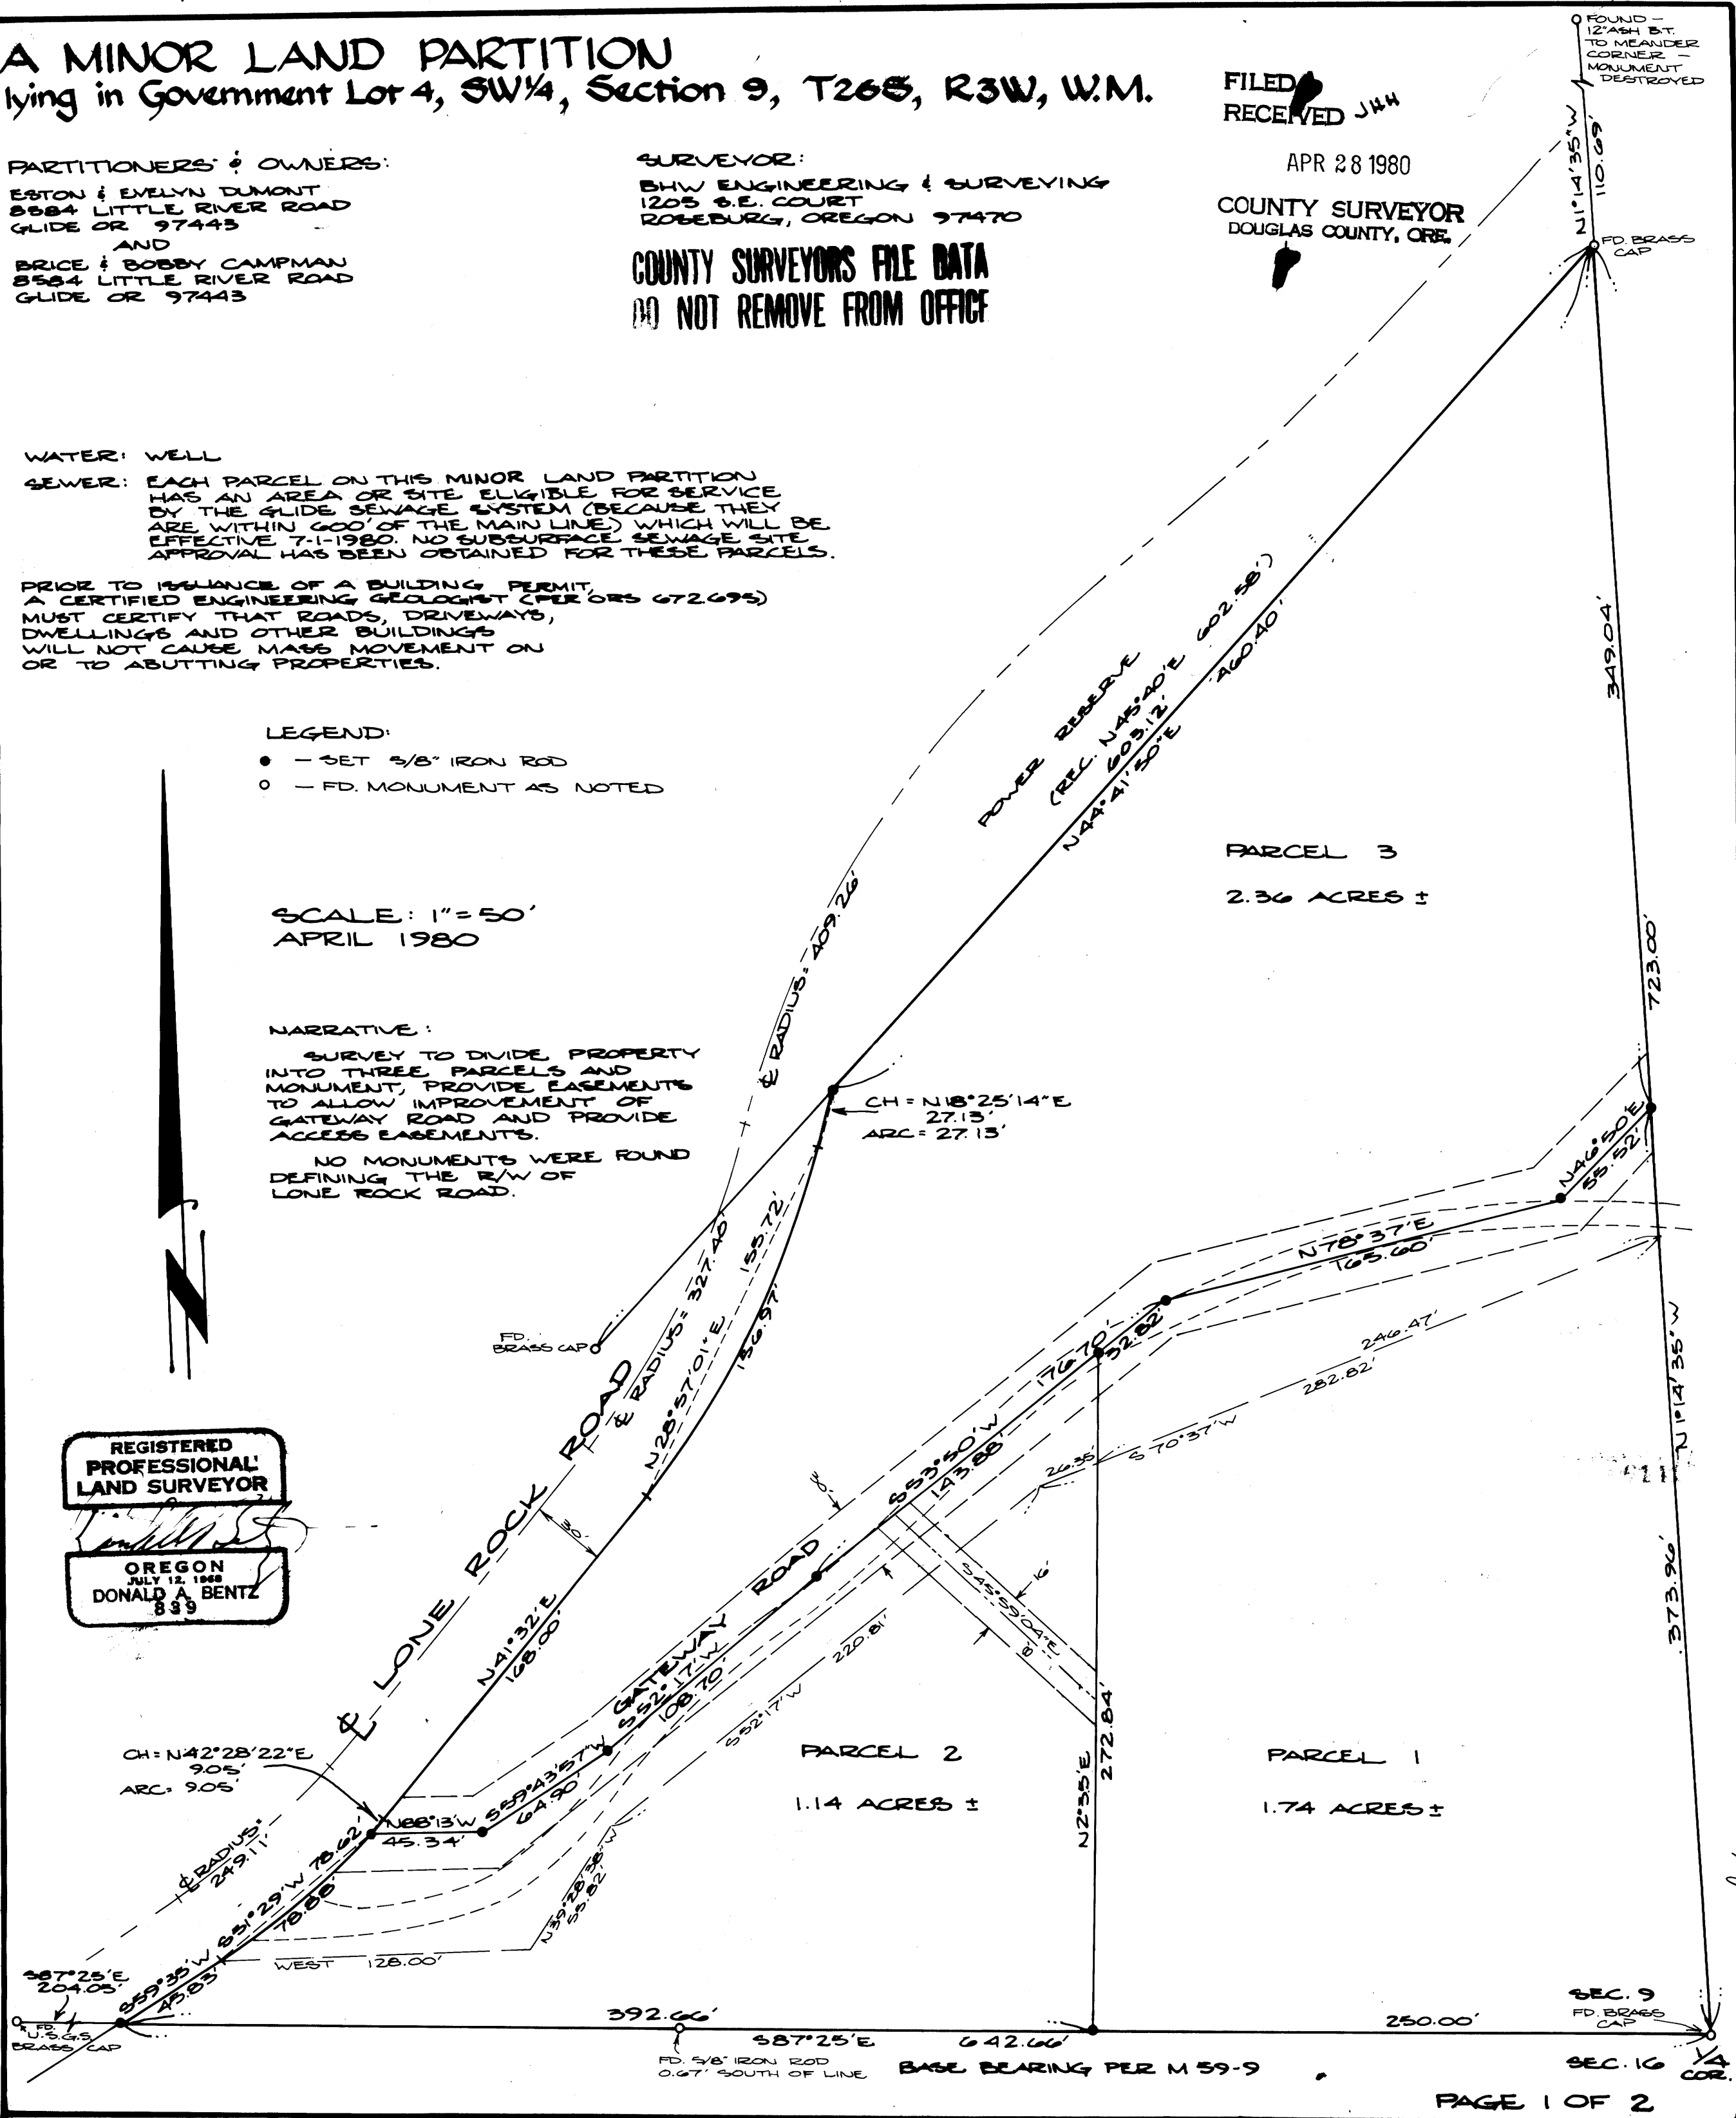 A MINOR LAND PARTITION
lying in Government Lot 4, SW 1/4, Section 9, T26S, R3W, W.M.
PARTITIONERS & OWNERS:
ESTON & EVELYN DUMONT
8584 LITTLE RIVER ROAD
GLIDE OR 97443
AND
BRICE & BOBBY CAMPMAN
8584 LITTLE RIVER ROAD
GLIDE OR 97443
SURVEYOR:
BHW ENGINEERING & SURVEYING
1205 S.E. COURT
ROSEBURG, OREGON 97470
COUNTY SURVEYORS FILE DATA
DO NOT REMOVE FROM OFFICE
FILED
RECEIVED JHH
APR 28 1980
COUNTY SURVEYOR
DOUGLAS COUNTY, ORE.
FOUND -
12" ASH B.T.
TO MEANDER
CORNER -
MONUMENT
DESTROYED
N1°14'35"W
110.69'
FD. BRASS
CAP
WATER: WELL
SEWER: EACH PARCEL ON THIS MINOR LAND PARTITION
HAS AN AREA OR SITE ELIGIBLE FOR SERVICE
BY THE GLIDE SEWAGE SYSTEM (BECAUSE THEY
ARE WITHIN 600' OF THE MAIN LINE) WHICH WILL BE
EFFECTIVE 7-1-1980. NO SUBSURFACE SEWAGE SITE
APPROVAL HAS BEEN OBTAINED FOR THESE PARCELS.
PRIOR TO ISSUANCE OF A BUILDING PERMIT,
A CERTIFIED ENGINEERING GEOLOGIST (PER ORS 672.695)
MUST CERTIFY THAT ROADS, DRIVEWAYS,
DWELLINGS AND OTHER BUILDINGS
WILL NOT CAUSE MASS MOVEMENT ON
OR TO ABUTTING PROPERTIES.
LEGEND:
● - SET 5/8" IRON ROD
○ - FD. MONUMENT AS NOTED
SCALE: 1"=50'
APRIL 1980
NARRATIVE:
SURVEY TO DIVIDE PROPERTY
INTO THREE PARCELS AND
MONUMENT, PROVIDE EASEMENTS
TO ALLOW IMPROVEMENT OF
GATEWAY ROAD AND PROVIDE
ACCESS EASEMENTS.
NO MONUMENTS WERE FOUND
DEFINING THE R/W OF
LONE ROCK ROAD.
POWER RESERVE
(REC. N45°40'E 602.58')
603.12'
N44°41'50"E
460.40'
349.04'
PARCEL 3
2.36 ACRES ±
723.00'
℄ RADIUS= 409.26'
CH = N18°25'14"E
27.13'
ARC = 27.13'
N46°50'E
55.52'
N78°37'E
165.60'
FD.
BRASS CAP
℄ RADIUS= 327.40'
155.72'
N28°57'01"E
156.97'
176.70'
32.82'
246.47'
282.82'
N1°14'35"W
S53°50'W
143.88'
26.35'
S70°37'W
REGISTERED
PROFESSIONAL
LAND SURVEYOR
OREGON
JULY 12, 1968
DONALD A. BENTZ
839
℄ LONE ROCK ROAD
30'
N41°32'E
168.00'
GATEWAY ROAD
S52°17'W
108.70'
220.81'
S52°17'W
S45°59'04"E
16'
8'
373.96'
272.84'
N2°35'E
PARCEL 2
1.14 ACRES ±
PARCEL 1
1.74 ACRES ±
CH = N42°28'22"E
9.05'
ARC= 9.05'
S59°43'57"W
64.90'
N88°13'W
45.34'
℄ RADIUS=
249.11'
S51°29'W 78.62'
78.88'
N39°28'38"W
55.82'
WEST 128.00'
S59°35'W
45.83'
S87°25'E
204.05'
FD.
U.S.G.S.
BRASS CAP
392.66'
S87°25'E 642.66'
FD. 5/8" IRON ROD
0.67' SOUTH OF LINE
BASE BEARING PER M 59-9
250.00'
SEC. 9
FD. BRASS
CAP
SEC. 16
1/4
COR.
PAGE 1 OF 2